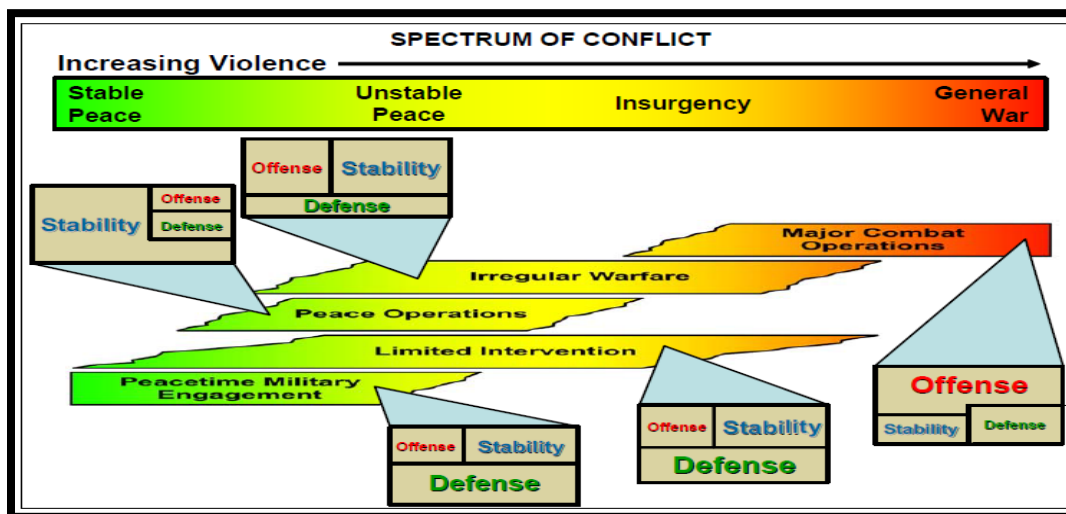 SPECTRUM OF CONFLICT
Increasing Violence
Stable
Peace
Unstable
Peace
Insurgency
General
War
Offense
Stability
Defense
Stability
Offense
Defense
Major Combat
Operations
Irregular Warfare
Peace Operations
Limited Intervention
Peacetime Military
Engagement
Offense
Stability
Defense
Offense
Stability
Defense
Offense
Stability
Defense